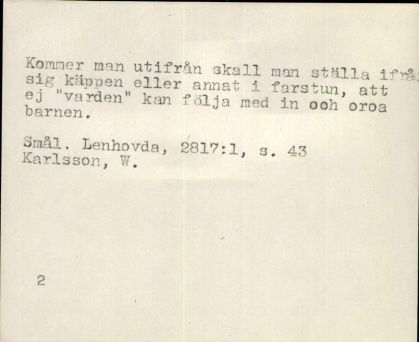 Kommer man utifrån skall man ställa ifrå
sig käppen eller annat i farstun, att
ej "varden" kan följa med in och oroa
barnen.
Smål. Lenhovda, 2817:1, s. 43
Karlsson, W.
2